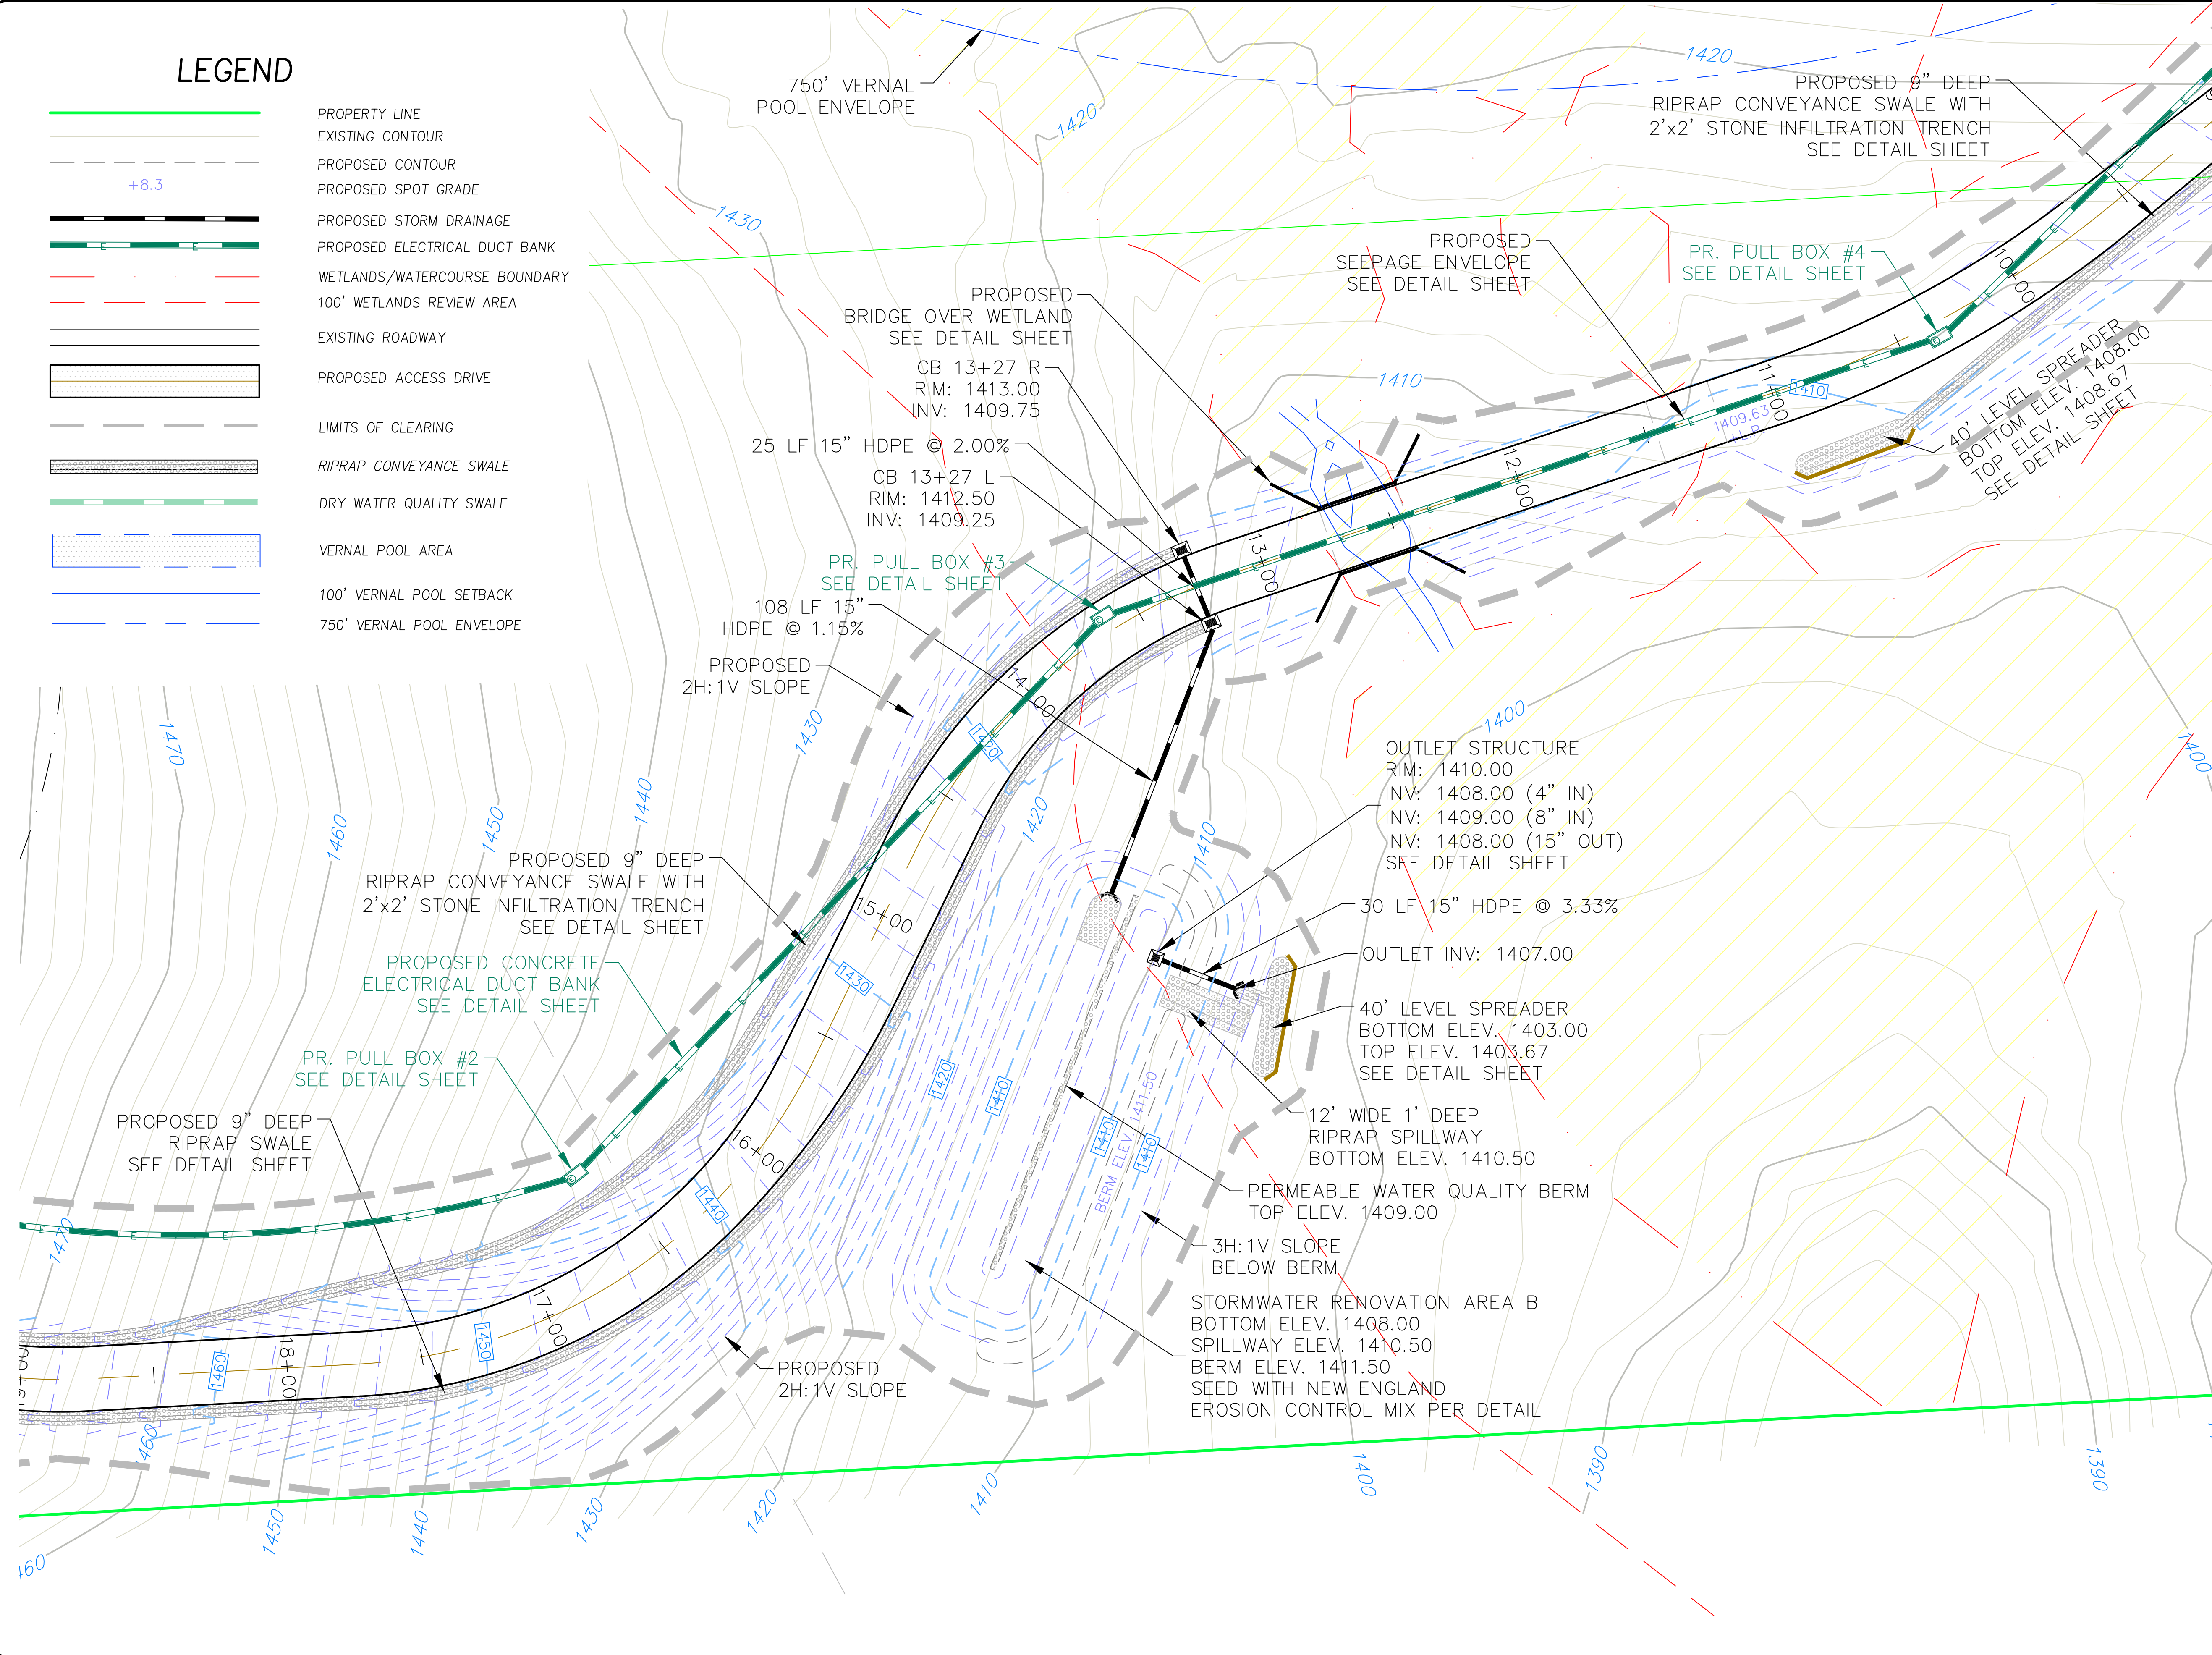 LEGEND
PROPERTY LINE
EXISTING CONTOUR
PROPOSED CONTOUR
+8.3
PROPOSED SPOT GRADE
PROPOSED STORM DRAINAGE
E E
PROPOSED ELECTRICAL DUCT BANK
WETLANDS/WATERCOURSE BOUNDARY
100' WETLANDS REVIEW AREA
EXISTING ROADWAY
PROPOSED ACCESS DRIVE
LIMITS OF CLEARING
RIPRAP CONVEYANCE SWALE
DRY WATER QUALITY SWALE
VERNAL POOL AREA
100' VERNAL POOL SETBACK
750' VERNAL POOL ENVELOPE
750' VERNAL
POOL ENVELOPE
1420
1420
1430
PROPOSED 9" DEEP
RIPRAP CONVEYANCE SWALE WITH
2'x2' STONE INFILTRATION TRENCH
SEE DETAIL SHEET
PROPOSED
SEEPAGE ENVELOPE
SEE DETAIL SHEET
PR. PULL BOX #4
SEE DETAIL SHEET
10+00
PROPOSED
BRIDGE OVER WETLAND
SEE DETAIL SHEET
CB 13+27 R
RIM: 1413.00
INV: 1409.75
25 LF 15" HDPE @ 2.00%
CB 13+27 L
RIM: 1412.50
INV: 1409.25
PR. PULL BOX #3
SEE DETAIL SHEET
108 LF 15"
HDPE @ 1.15%
PROPOSED
2H:1V SLOPE
1410
11+00
1410
1409.63
40' LEVEL SPREADER
BOTTOM ELEV. 1408.00
TOP ELEV. 1408.67
SEE DETAIL SHEET
12+00
13+00
14+00
1420
1430
1420
1400
1400
1410
1470
1460
1450
1440
OUTLET STRUCTURE
RIM: 1410.00
INV: 1408.00 (4" IN)
INV: 1409.00 (8" IN)
INV: 1408.00 (15" OUT)
SEE DETAIL SHEET
PROPOSED 9" DEEP
RIPRAP CONVEYANCE SWALE WITH
2'x2' STONE INFILTRATION TRENCH
SEE DETAIL SHEET
15+00
1430
30 LF 15" HDPE @ 3.33%
OUTLET INV: 1407.00
PROPOSED CONCRETE
ELECTRICAL DUCT BANK
SEE DETAIL SHEET
40' LEVEL SPREADER
BOTTOM ELEV. 1403.00
TOP ELEV. 1403.67
SEE DETAIL SHEET
PR. PULL BOX #2
SEE DETAIL SHEET
1420
1410
1410
1410
BERM ELEV. 1411.50
12' WIDE 1' DEEP
RIPRAP SPILLWAY
BOTTOM ELEV. 1410.50
PROPOSED 9" DEEP
RIPRAP SWALE
SEE DETAIL SHEET
16+00
1440
PERMEABLE WATER QUALITY BERM
TOP ELEV. 1409.00
3H:1V SLOPE
BELOW BERM
1470
17+00
1450
18+00
1460
STORMWATER RENOVATION AREA B
BOTTOM ELEV. 1408.00
SPILLWAY ELEV. 1410.50
BERM ELEV. 1411.50
SEED WITH NEW ENGLAND
EROSION CONTROL MIX PER DETAIL
PROPOSED
2H:1V SLOPE
1460
1450
1440
1430
1420
1410
1400
1390
1390